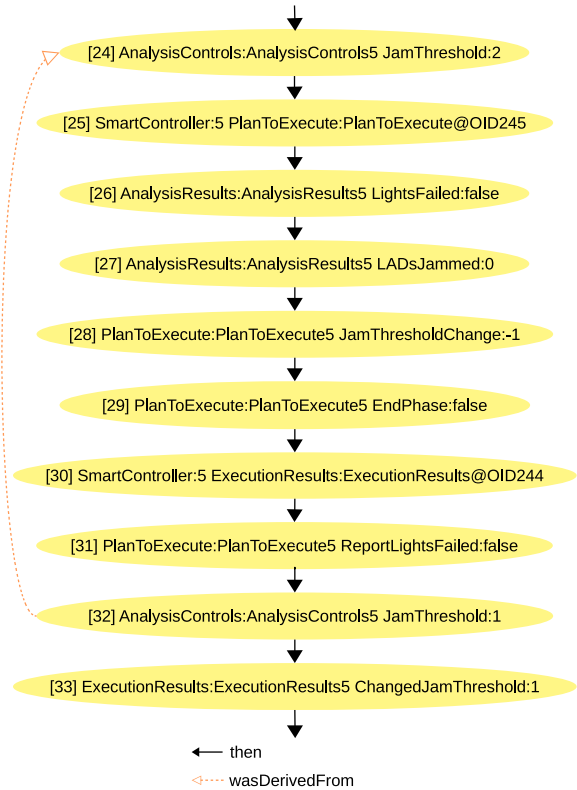 [24] AnalysisControls:AnalysisControls5 JamThreshold:2
[25] SmartController:5 PlanToExecute:PlanToExecute@OID245
[26] AnalysisResults:AnalysisResults5 LightsFailed:false
[27] AnalysisResults:AnalysisResults5 LADsJammed:0
[28] PlanToExecute:PlanToExecute5 JamThresholdChange:-1
[29] PlanToExecute:PlanToExecute5 EndPhase:false
[30] SmartController:5 ExecutionResults:ExecutionResults@OID244
[31] PlanToExecute:PlanToExecute5 ReportLightsFailed:false
[32] AnalysisControls:AnalysisControls5 JamThreshold:1
[33] ExecutionResults:ExecutionResults5 ChangedJamThreshold:1
then
wasDerivedFrom